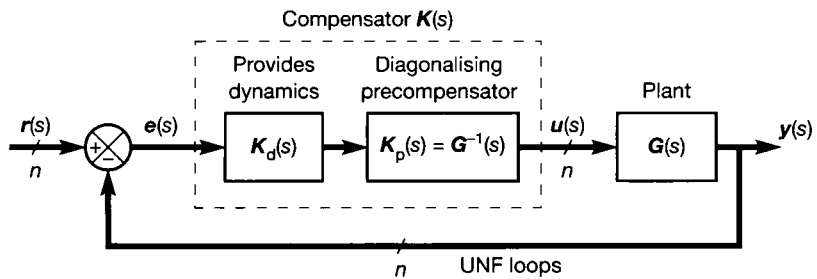 Compensator K(s)
Provides dynamics
Diagonalising precompensator
Plant
r(s)
n
+
−
e(s)
K_d(s)
K_p(s) = G^{-1}(s)
u(s)
n
G(s)
y(s)
n
UNF loops